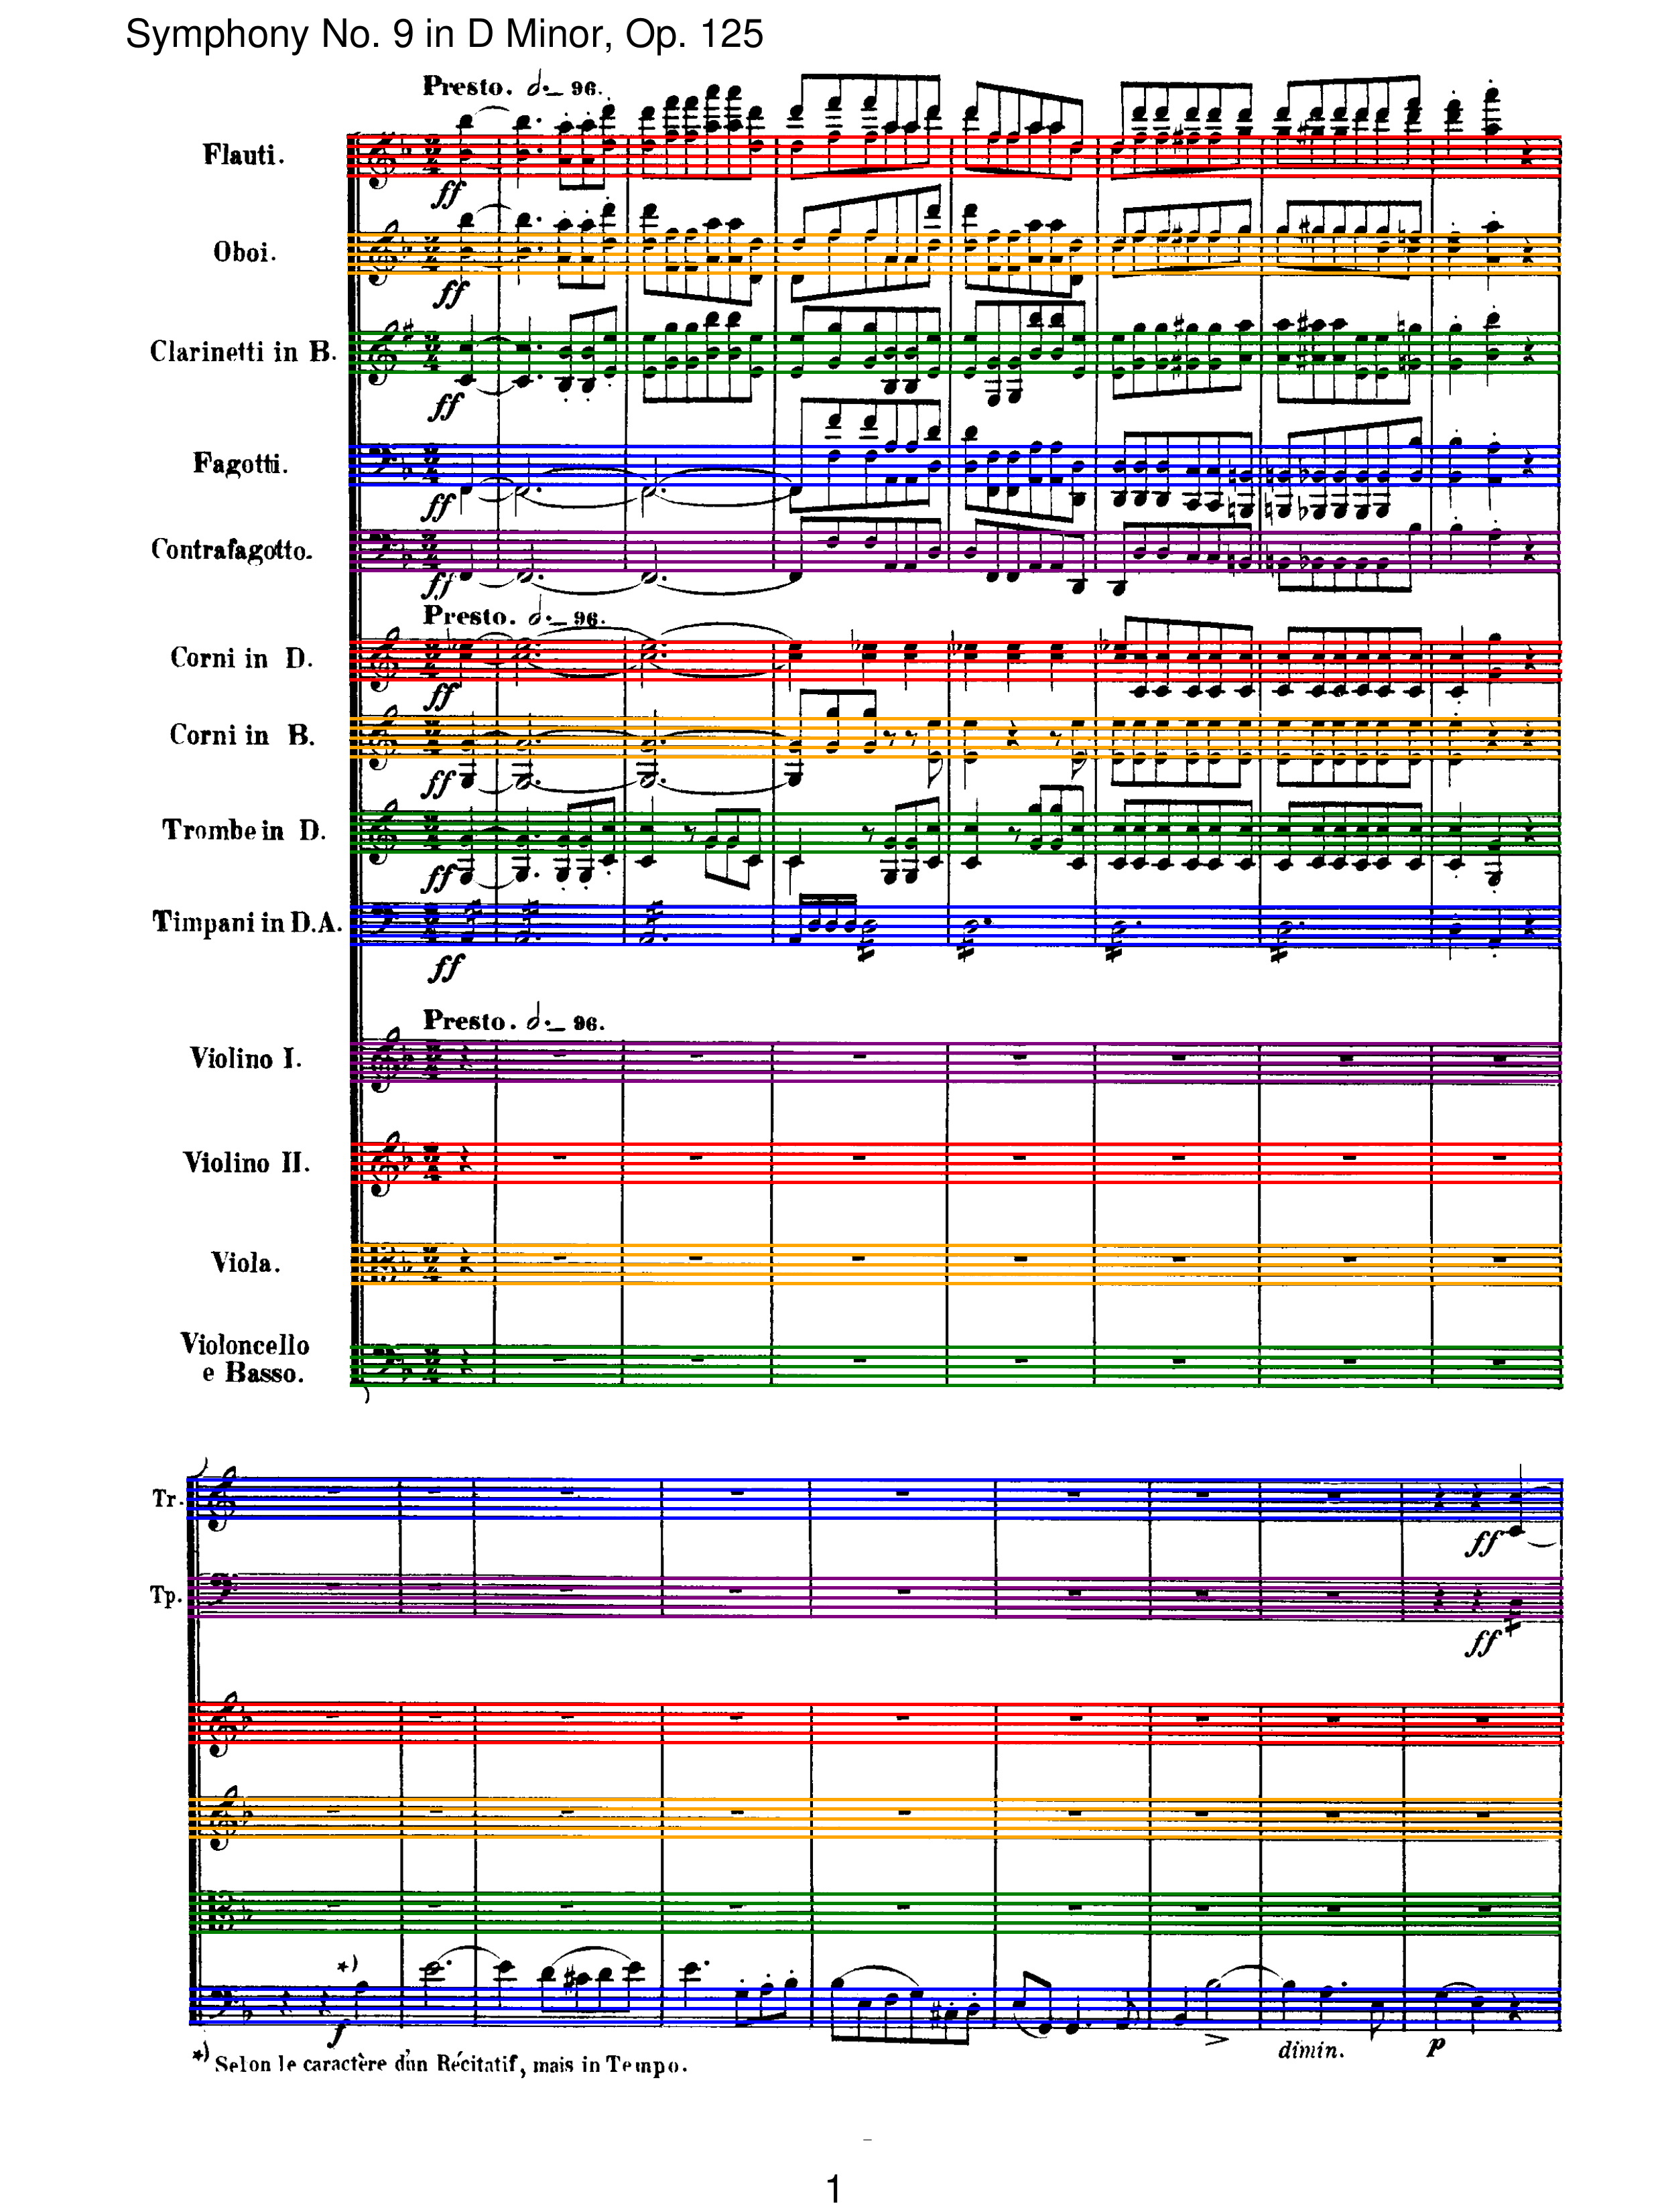 Symphony No. 9 in D Minor, Op. 125
Presto. 96.
Flauti.
ff
Oboi.
ff
Clarinetti in B.
ff
Fagotti.
ff
Contrafagotto.
ff
Presto. 96.
Corni in D.
ff
Corni in B.
ff
Trombe in D.
ff
Timpani in D.A.
ff
Presto. 96.
Violino I.
Violino II.
Viola.
Violoncello
e Basso.
Tr.
ff
Tp.
ff
*)
f
dimin.
p
*) Selon le caractère d'un Récitatif, mais in Tempo.
1